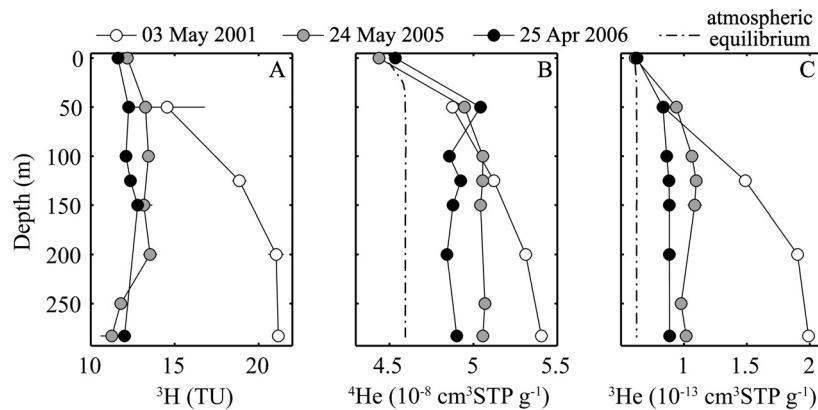 03 May 2001 24 May 2005 25 Apr 2006 atmospheric
equilibrium
A B C
0
50
100
150
200
250
Depth (m)
10 15 20
4.5 5 5.5
1 2
³H (TU)
⁴He (10⁻⁸ cm³STP g⁻¹)
³He (10⁻¹³ cm³STP g⁻¹)